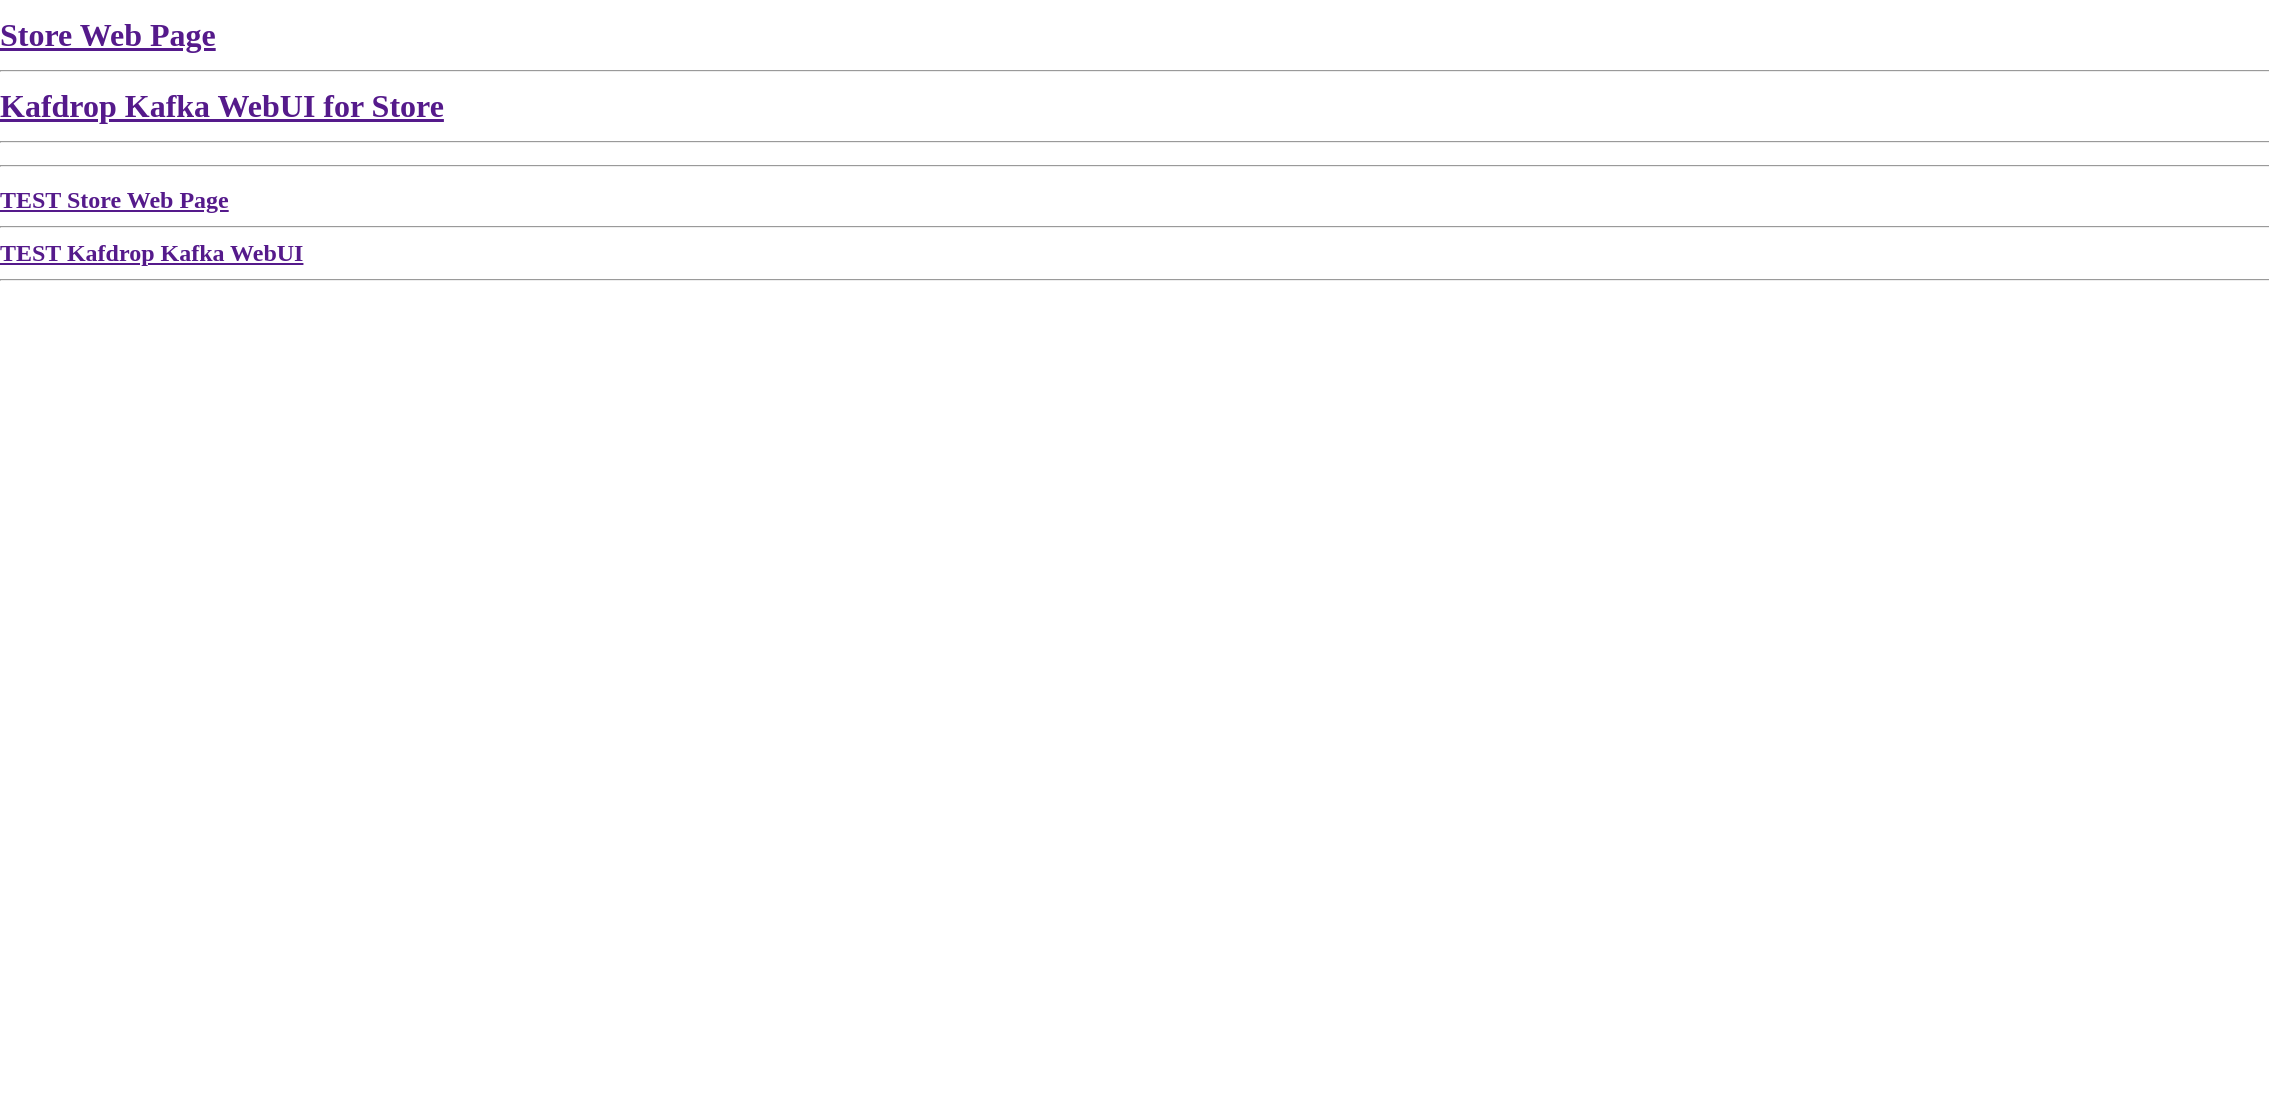 Store Web Page
Kafdrop Kafka WebUI for Store
TEST Store Web Page
TEST Kafdrop Kafka WebUI